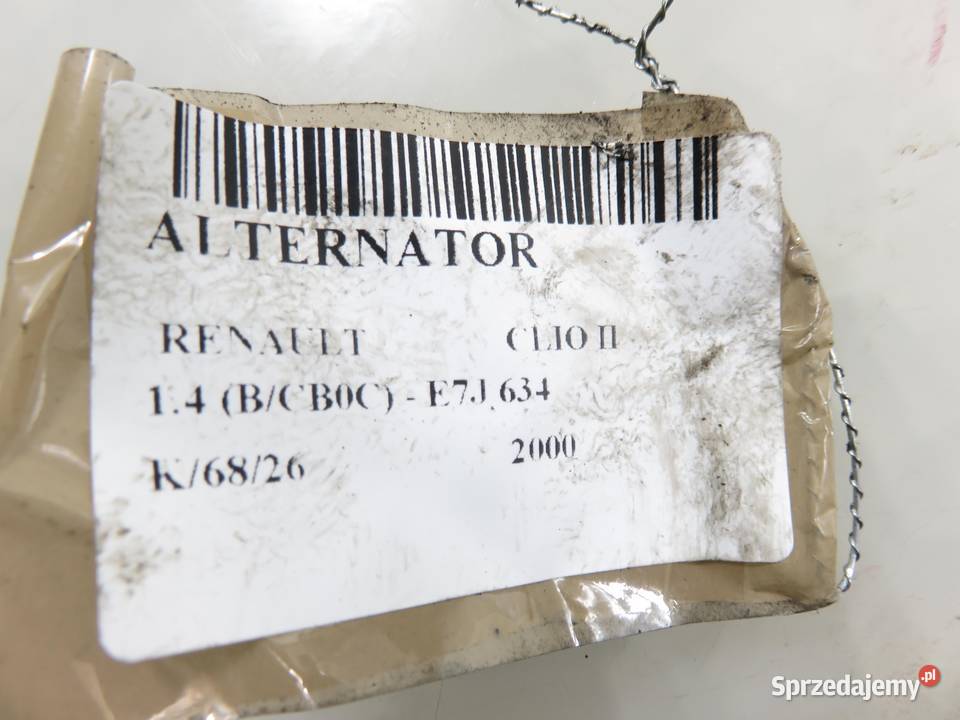 ALTERNATOR
RENAULT CLIO II
1.4 (B/CB0C) - E7J 634
K/68/26 2000
Sprzedajemy.pl